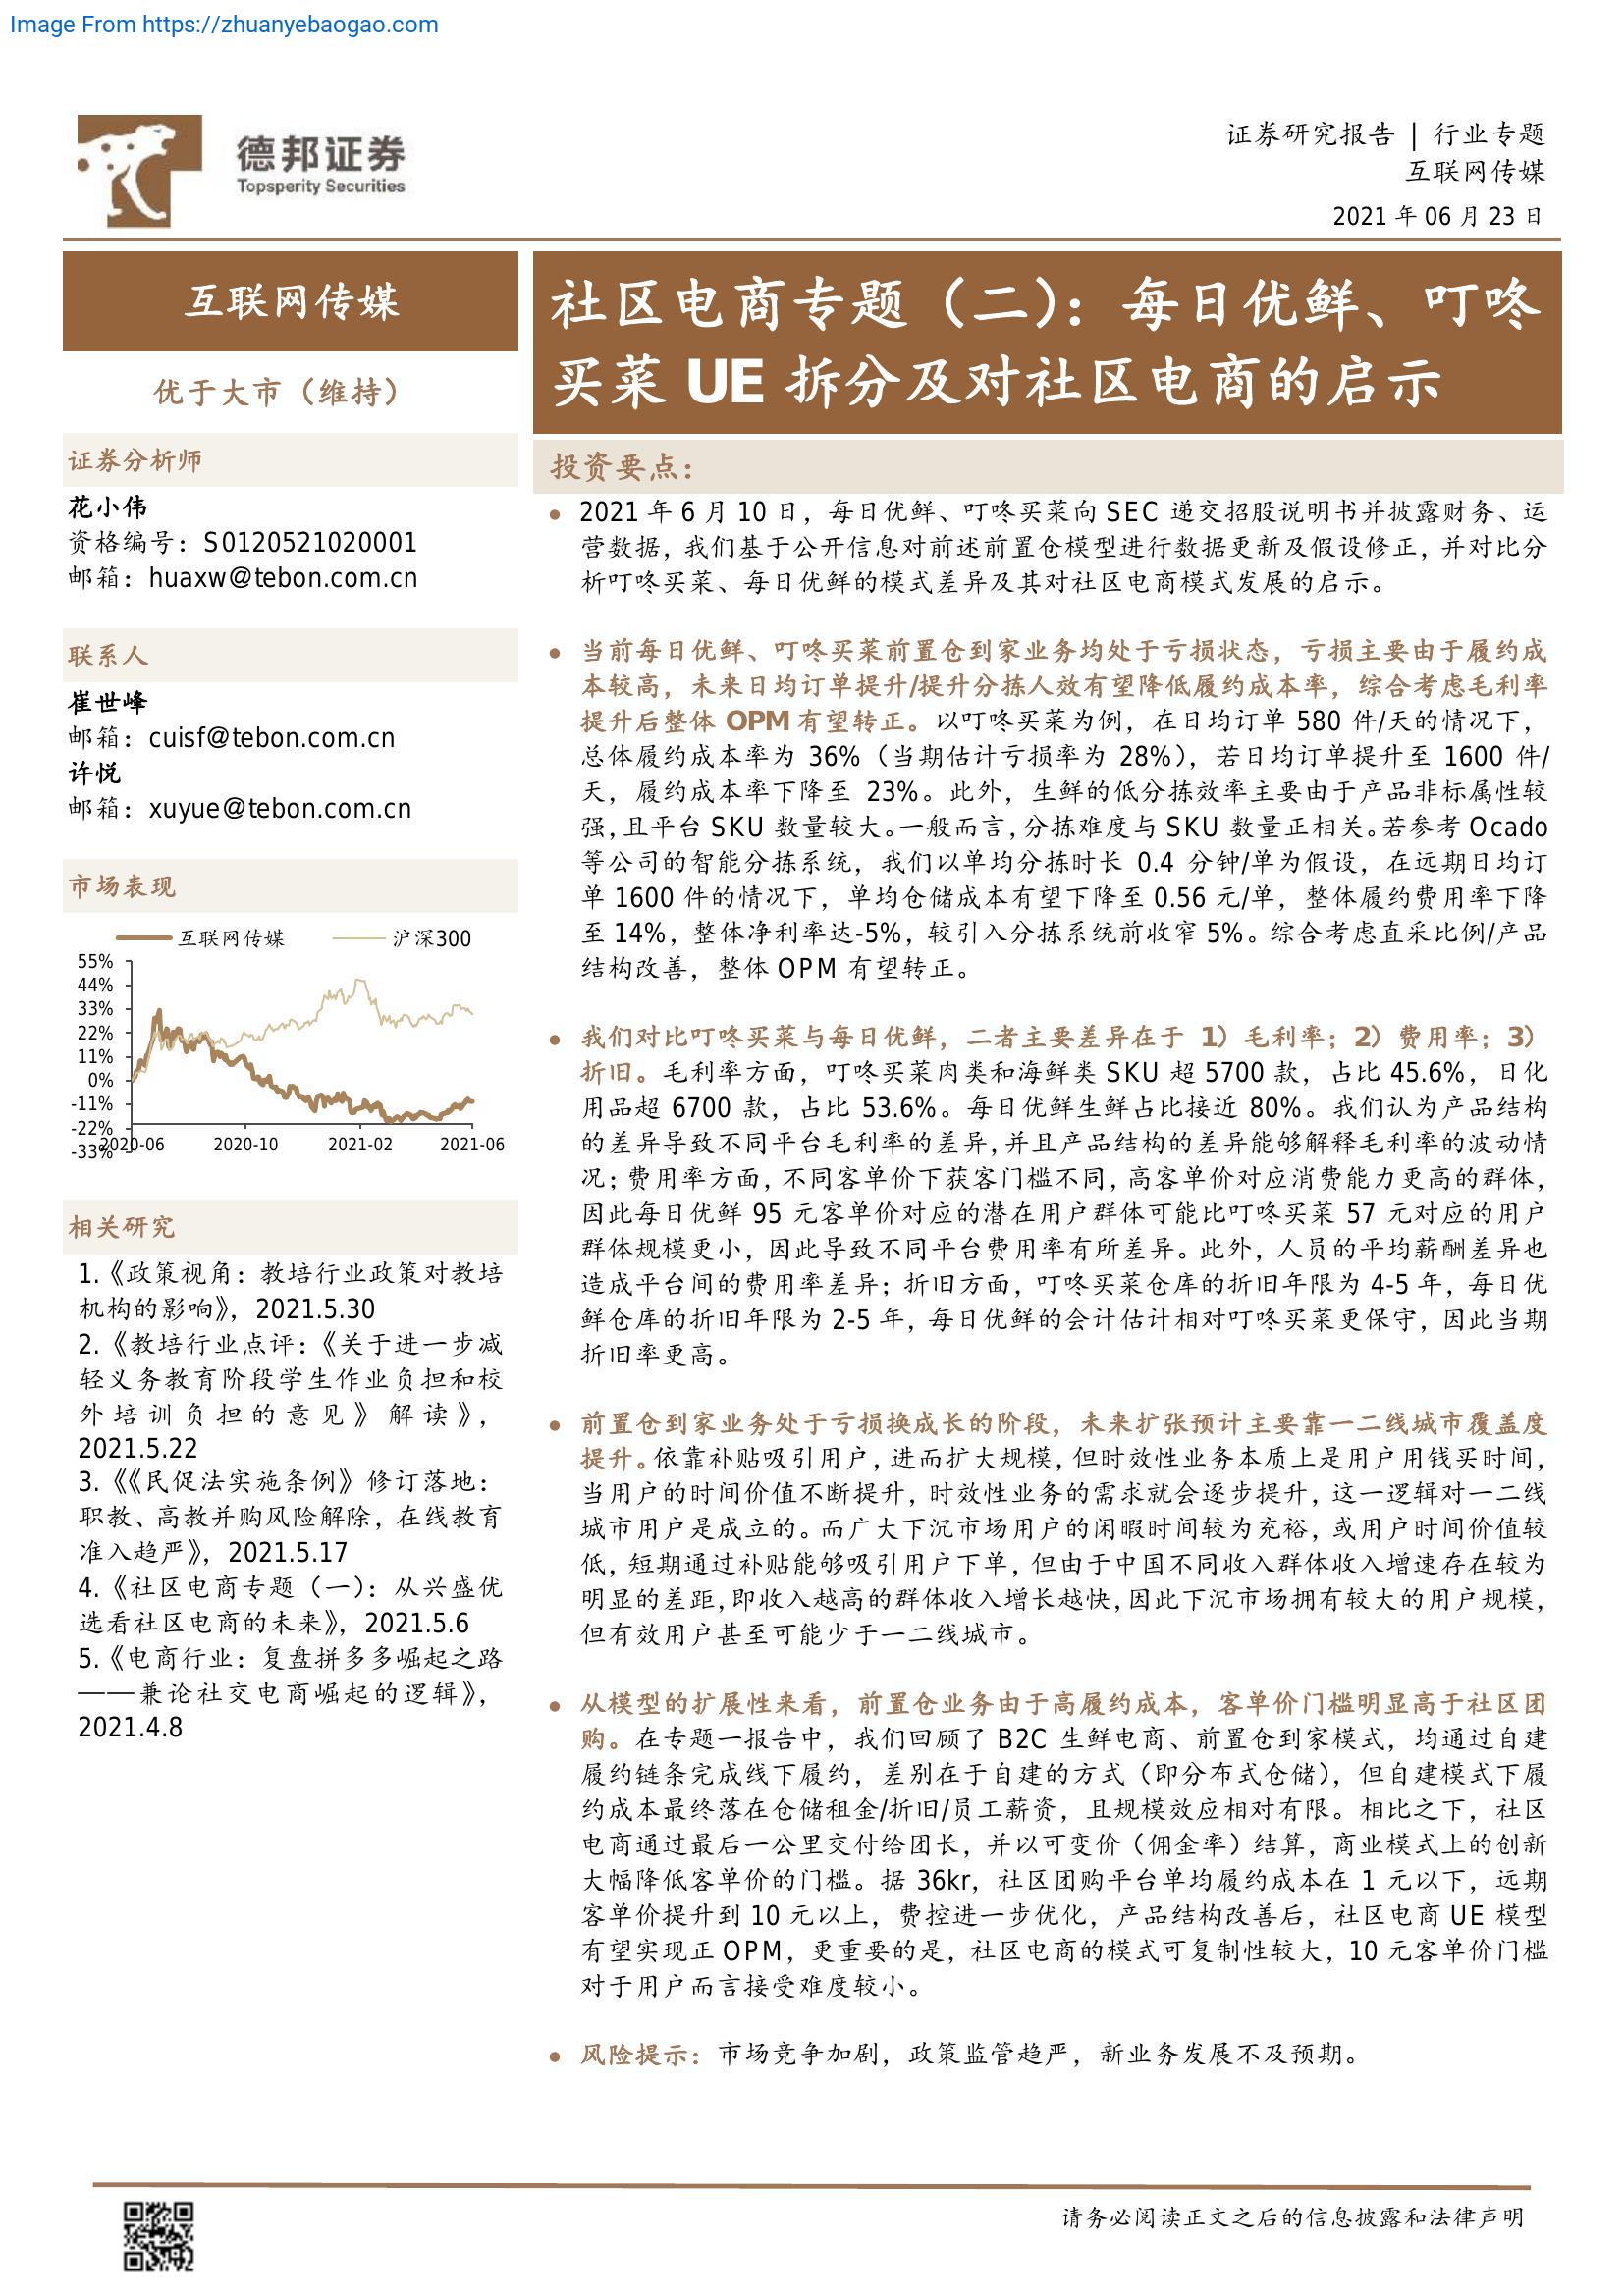 Image From https://zhuanyebaogao.com
德邦证券
Topsperity Securities
证券研究报告 | 行业专题
互联网传媒
2021 年 06 月 23 日
互联网传媒
优于大市（维持）
证券分析师
花小伟
资格编号：S0120521020001
邮箱：huaxw@tebon.com.cn
联系人
崔世峰
邮箱：cuisf@tebon.com.cn
许悦
邮箱：xuyue@tebon.com.cn
市场表现
互联网传媒 沪深300
55%
44%
33%
22%
11%
0%
-11%
-22%
-33%
2020-06 2020-10 2021-02 2021-06
相关研究
1.《政策视角：教培行业政策对教培
机构的影响》，2021.5.30
2.《教培行业点评：《关于进一步减
轻义务教育阶段学生作业负担和校
外培训负担的意见》解读》，
2021.5.22
3.《《民促法实施条例》修订落地：
职教、高教并购风险解除，在线教育
准入趋严》，2021.5.17
4.《社区电商专题（一）：从兴盛优
选看社区电商的未来》，2021.5.6
5.《电商行业：复盘拼多多崛起之路
——兼论社交电商崛起的逻辑》，
2021.4.8
社区电商专题（二）：每日优鲜、叮咚
买菜 UE 拆分及对社区电商的启示
投资要点：
● 2021 年 6 月 10 日，每日优鲜、叮咚买菜向 SEC 递交招股说明书并披露财务、运
营数据，我们基于公开信息对前述前置仓模型进行数据更新及假设修正，并对比分
析叮咚买菜、每日优鲜的模式差异及其对社区电商模式发展的启示。
● 当前每日优鲜、叮咚买菜前置仓到家业务均处于亏损状态，亏损主要由于履约成
本较高，未来日均订单提升/提升分拣人效有望降低履约成本率，综合考虑毛利率
提升后整体 OPM 有望转正。以叮咚买菜为例，在日均订单 580 件/天的情况下，
总体履约成本率为 36%（当期估计亏损率为 28%），若日均订单提升至 1600 件/
天，履约成本率下降至 23%。此外，生鲜的低分拣效率主要由于产品非标属性较
强，且平台 SKU 数量较大。一般而言，分拣难度与 SKU 数量正相关。若参考 Ocado
等公司的智能分拣系统，我们以单均分拣时长 0.4 分钟/单为假设，在远期日均订
单 1600 件的情况下，单均仓储成本有望下降至 0.56 元/单，整体履约费用率下降
至 14%，整体净利率达-5%，较引入分拣系统前收窄 5%。综合考虑直采比例/产品
结构改善，整体 OPM 有望转正。
● 我们对比叮咚买菜与每日优鲜，二者主要差异在于 1）毛利率；2）费用率；3）
折旧。毛利率方面，叮咚买菜肉类和海鲜类 SKU 超 5700 款，占比 45.6%，日化
用品超 6700 款，占比 53.6%。每日优鲜生鲜占比接近 80%。我们认为产品结构
的差异导致不同平台毛利率的差异，并且产品结构的差异能够解释毛利率的波动情
况；费用率方面，不同客单价下获客门槛不同，高客单价对应消费能力更高的群体，
因此每日优鲜 95 元客单价对应的潜在用户群体可能比叮咚买菜 57 元对应的用户
群体规模更小，因此导致不同平台费用率有所差异。此外，人员的平均薪酬差异也
造成平台间的费用率差异；折旧方面，叮咚买菜仓库的折旧年限为 4-5 年，每日优
鲜仓库的折旧年限为 2-5 年，每日优鲜的会计估计相对叮咚买菜更保守，因此当期
折旧率更高。
● 前置仓到家业务处于亏损换成长的阶段，未来扩张预计主要靠一二线城市覆盖度
提升。依靠补贴吸引用户，进而扩大规模，但时效性业务本质上是用户用钱买时间，
当用户的时间价值不断提升，时效性业务的需求就会逐步提升，这一逻辑对一二线
城市用户是成立的。而广大下沉市场用户的闲暇时间较为充裕，或用户时间价值较
低，短期通过补贴能够吸引用户下单，但由于中国不同收入群体收入增速存在较为
明显的差距，即收入越高的群体收入增长越快，因此下沉市场拥有较大的用户规模，
但有效用户甚至可能少于一二线城市。
● 从模型的扩展性来看，前置仓业务由于高履约成本，客单价门槛明显高于社区团
购。在专题一报告中，我们回顾了 B2C 生鲜电商、前置仓到家模式，均通过自建
履约链条完成线下履约，差别在于自建的方式（即分布式仓储），但自建模式下履
约成本最终落在仓储租金/折旧/员工薪资，且规模效应相对有限。相比之下，社区
电商通过最后一公里交付给团长，并以可变价（佣金率）结算，商业模式上的创新
大幅降低客单价的门槛。据 36kr，社区团购平台单均履约成本在 1 元以下，远期
客单价提升到 10 元以上，费控进一步优化，产品结构改善后，社区电商 UE 模型
有望实现正 OPM，更重要的是，社区电商的模式可复制性较大，10 元客单价门槛
对于用户而言接受难度较小。
● 风险提示：市场竞争加剧，政策监管趋严，新业务发展不及预期。
请务必阅读正文之后的信息披露和法律声明